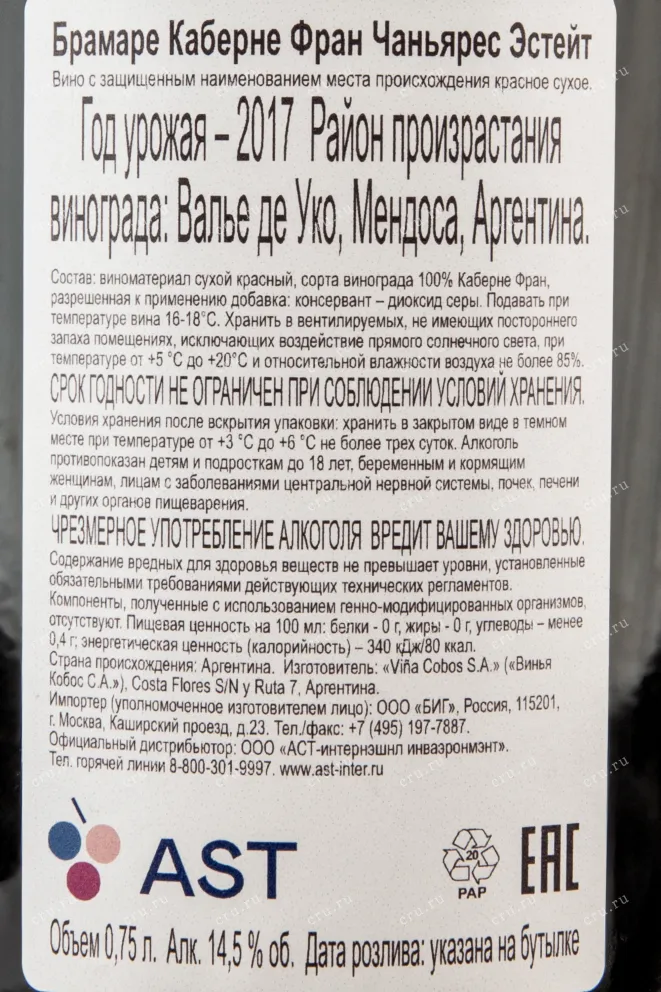 Брамаре Каберне Фран Чаньярес Эстейт
Вино с защищенным наименованием места происхождения красное сухое.
Год урожая – 2017 Район произрастания
винограда: Валье де Уко, Мендоса, Аргентина.
Состав: виноматериал сухой красный, сорта винограда 100% Каберне Фран,
разрешенная к применению добавка: консервант – диоксид серы. Подавать при
температуре вина 16-18°С. Хранить в вентилируемых, не имеющих постороннего
запаха помещениях, исключающих воздействие прямого солнечного света, при
температуре от +5 °С до +20°С и относительной влажности воздуха не более 85%.
СРОК ГОДНОСТИ НЕ ОГРАНИЧЕН ПРИ СОБЛЮДЕНИИ УСЛОВИЙ ХРАНЕНИЯ.
Условия хранения после вскрытия упаковки: хранить в закрытом виде в темном
месте при температуре от +3 °С до +6 °С не более трех суток. Алкоголь
противопоказан детям и подросткам до 18 лет, беременным и кормящим
женщинам, лицам с заболеваниями центральной нервной системы, почек, печени
и других органов пищеварения.
ЧРЕЗМЕРНОЕ УПОТРЕБЛЕНИЕ АЛКОГОЛЯ ВРЕДИТ ВАШЕМУ ЗДОРОВЬЮ.
Содержание вредных для здоровья веществ не превышает уровни, установленные
обязательными требованиями действующих технических регламентов.
Компоненты, полученные с использованием генно-модифицированных организмов,
отсутствуют. Пищевая ценность на 100 мл: белки - 0 г, жиры - 0 г, углеводы – менее
0,4 г; энергетическая ценность (калорийность) – 340 кДж/80 ккал.
Страна происхождения: Аргентина. Изготовитель: «Viña Cobos S.A.» («Винья
Кобос С.А.»), Costa Flores S/N y Ruta 7, Аргентина.
Импортер (уполномоченное изготовителем лицо): ООО «БИГ», Россия, 115201,
г. Москва, Каширский проезд, д.23. Тел./факс: +7 (495) 197-7887.
Официальный дистрибьютор: ООО «АСТ-интернэшнл инваэронмэнт».
Тел. горячей линии 8-800-301-9997. www.ast-inter.ru
AST
20
PAP
EAC
Объем 0,75 л. Алк. 14,5 % об. Дата розлива: указана на бутылке
cru.ru